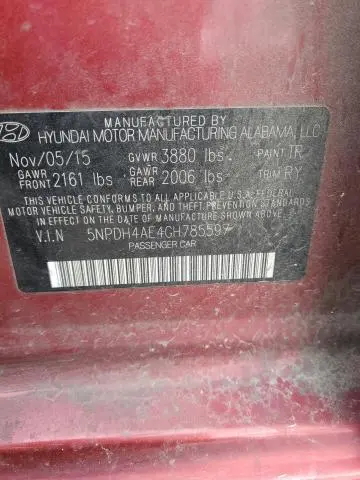 MANUFACTURED BY
HYUNDAI MOTOR MANUFACTURING ALABAMA, LLC
Nov/05/15 GVWR 3880 lbs. PAINT TR
GAWR FRONT 2161 lbs GAWR REAR 2006 lbs. TRIM RY
THIS VEHICLE CONFORMS TO ALL APPLICABLE U.S.A. FEDERAL
MOTOR VEHICLE SAFETY, BUMPER, AND THEFT PREVENTION
STANDARDS IN EFFECT ON THE DATE OF MANUFACTURE SHOWN ABOVE.
V.I.N 5NPDH4AE4GH785597
PASSENGER CAR